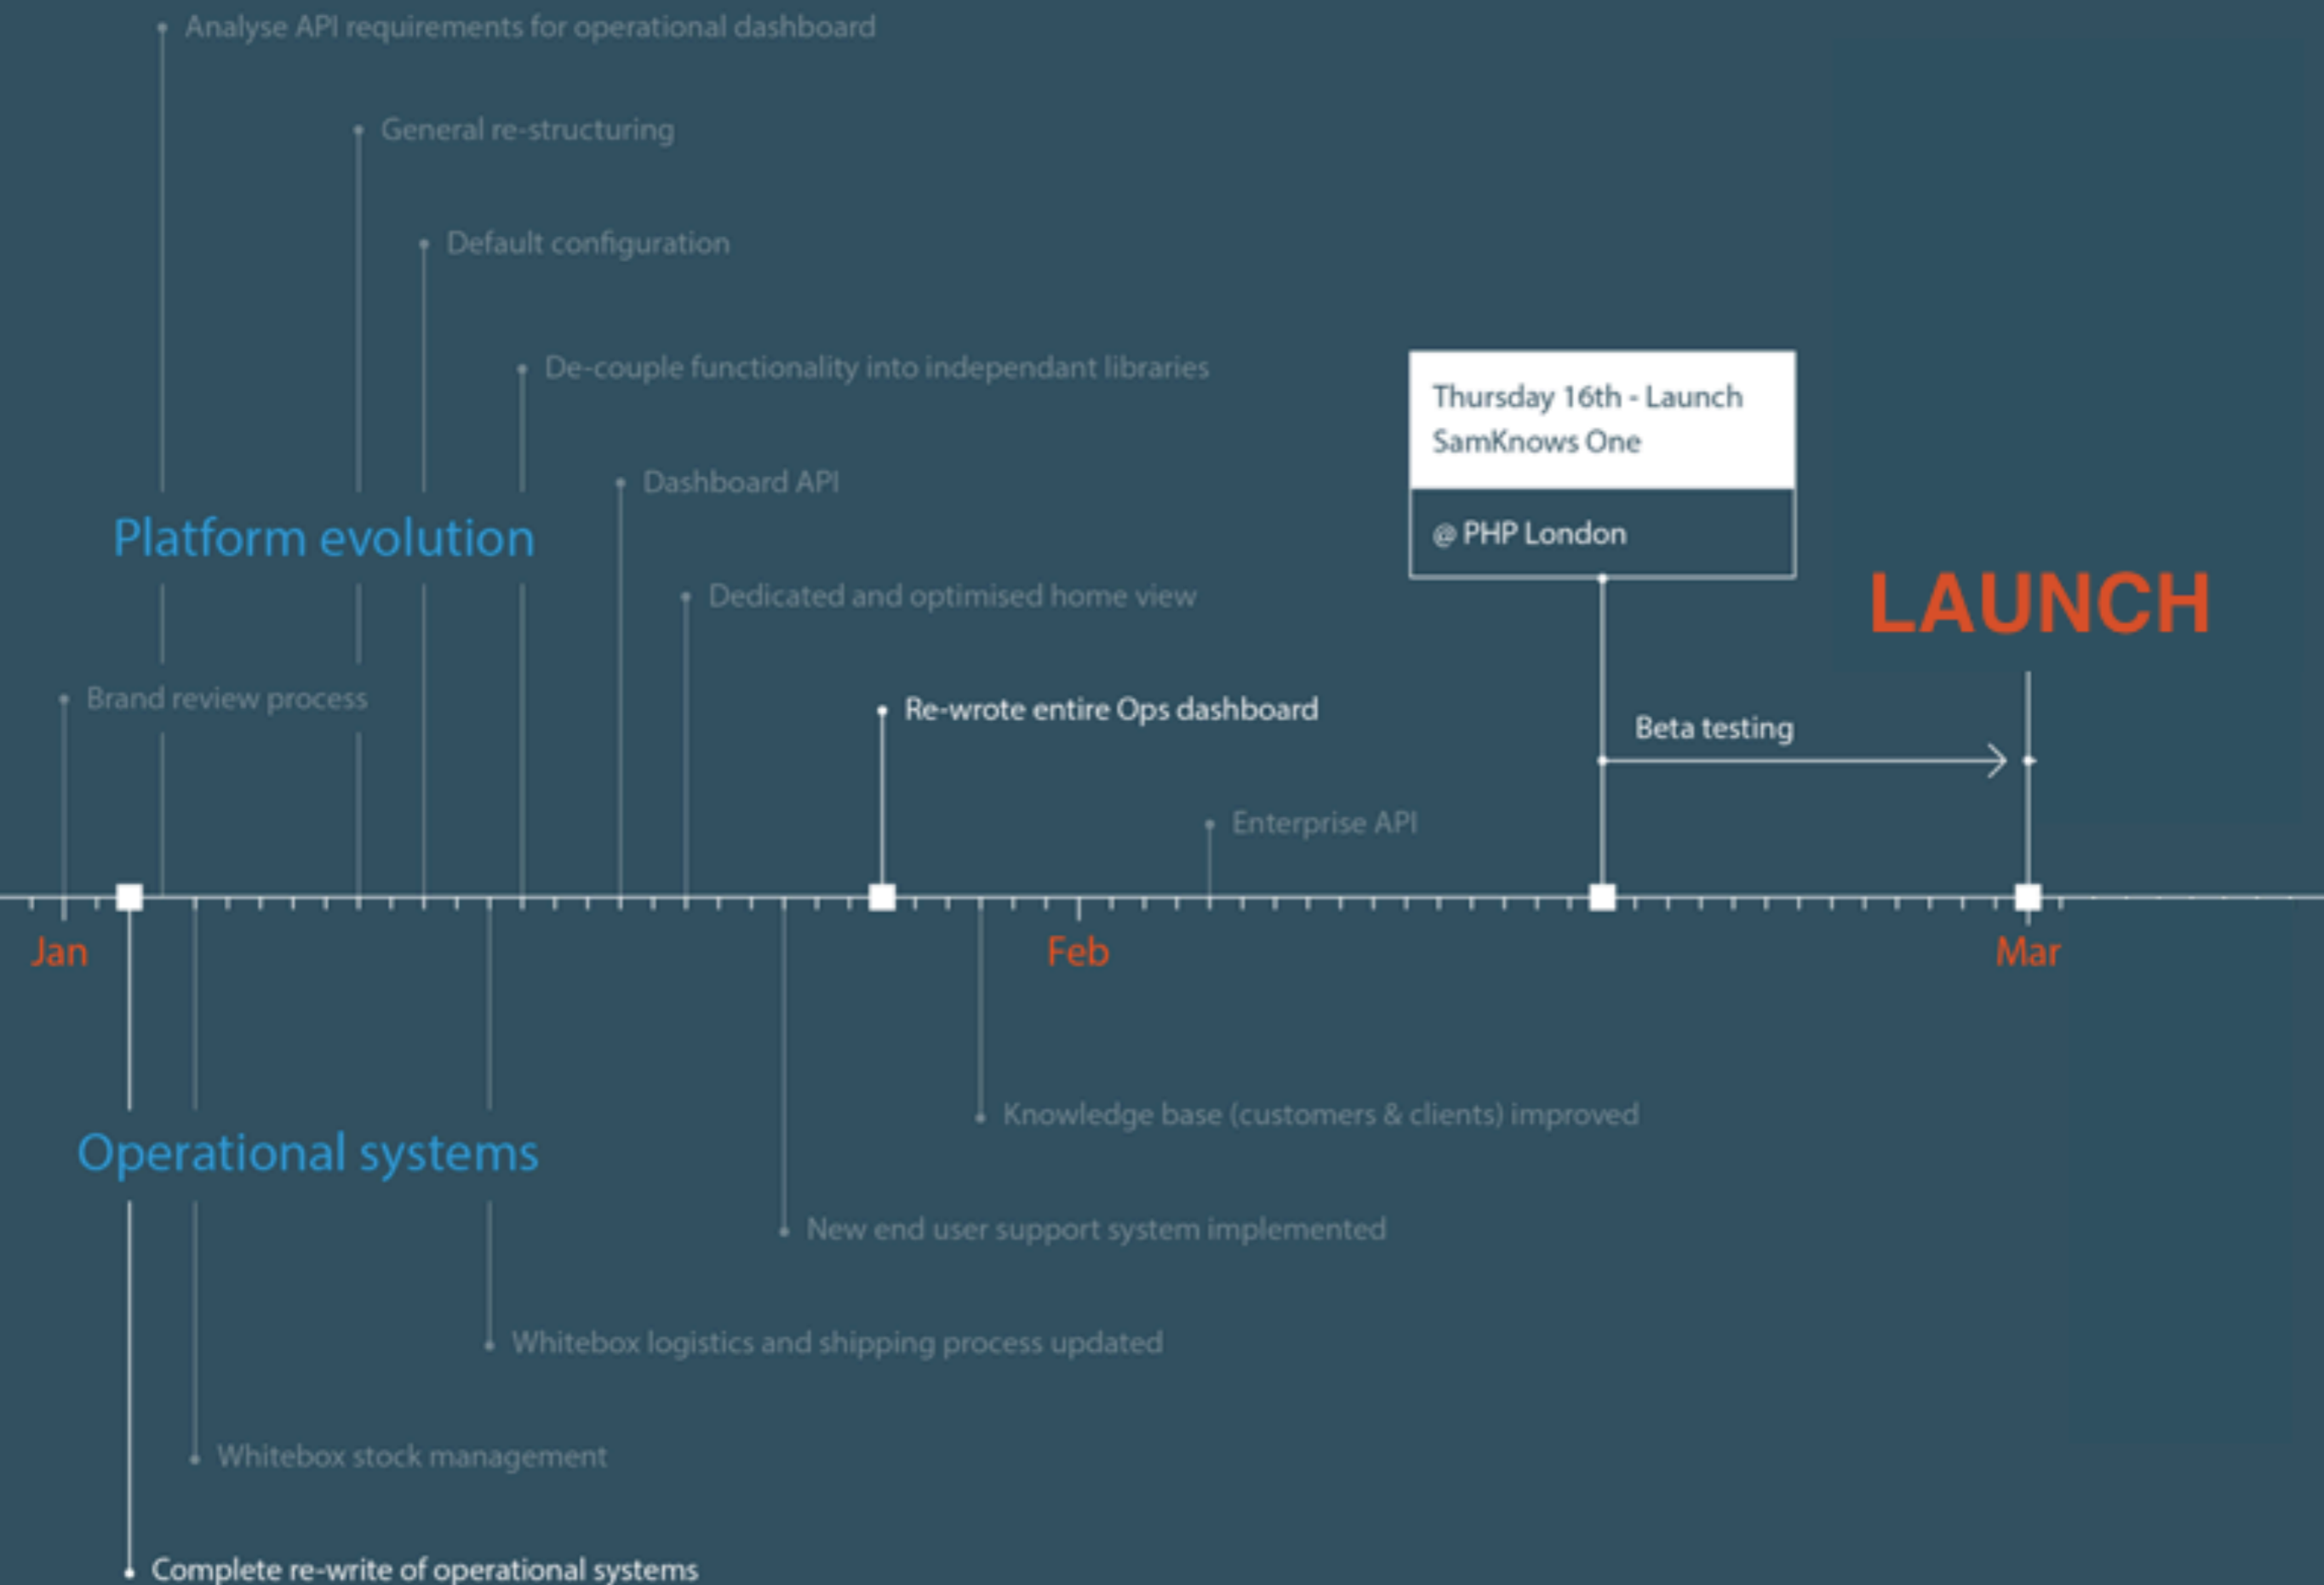 Analyse API requirements for operational dashboard
General re-structuring
Default configuration
De-couple functionality into independant libraries
Thursday 16th - Launch
SamKnows One
Dashboard API
@ PHP London
Platform evolution
Dedicated and optimised home view
LAUNCH
Brand review process
Re-wrote entire Ops dashboard
Beta testing
Enterprise API
Jan
Feb
Mar
Knowledge base (customers & clients) improved
Operational systems
New end user support system implemented
Whitebox logistics and shipping process updated
Whitebox stock management
Complete re-write of operational systems